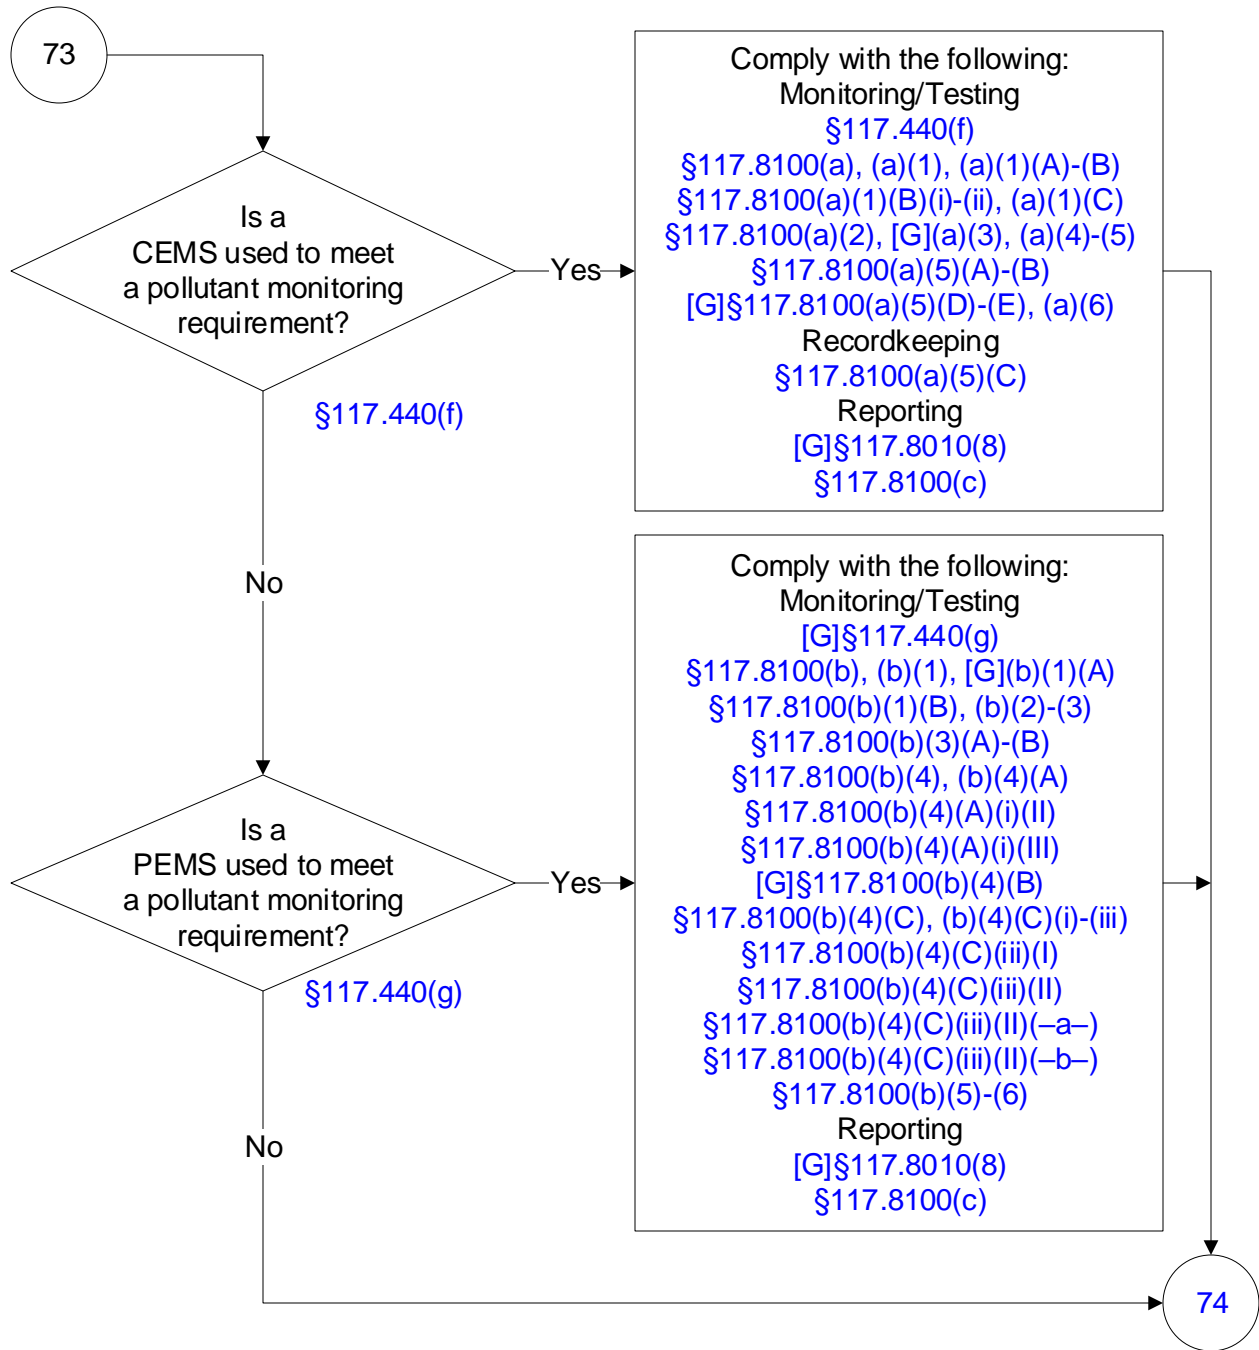 73
Is a
CEMS used to meet
a pollutant monitoring
requirement?
§117.440(f)
Yes
No
Comply with the following:
Monitoring/Testing
§117.440(f)
§117.8100(a), (a)(1), (a)(1)(A)-(B)
§117.8100(a)(1)(B)(i)-(ii), (a)(1)(C)
§117.8100(a)(2), [G](a)(3), (a)(4)-(5)
§117.8100(a)(5)(A)-(B)
[G]§117.8100(a)(5)(D)-(E), (a)(6)
Recordkeeping
§117.8100(a)(5)(C)
Reporting
[G]§117.8010(8)
§117.8100(c)
Is a
PEMS used to meet
a pollutant monitoring
requirement?
§117.440(g)
Yes
No
Comply with the following:
Monitoring/Testing
[G]§117.440(g)
§117.8100(b), (b)(1), [G](b)(1)(A)
§117.8100(b)(1)(B), (b)(2)-(3)
§117.8100(b)(3)(A)-(B)
§117.8100(b)(4), (b)(4)(A)
§117.8100(b)(4)(A)(i)(II)
§117.8100(b)(4)(A)(i)(III)
[G]§117.8100(b)(4)(B)
§117.8100(b)(4)(C), (b)(4)(C)(i)-(iii)
§117.8100(b)(4)(C)(iii)(I)
§117.8100(b)(4)(C)(iii)(II)
§117.8100(b)(4)(C)(iii)(II)(–a–)
§117.8100(b)(4)(C)(iii)(II)(–b–)
§117.8100(b)(5)-(6)
Reporting
[G]§117.8010(8)
§117.8100(c)
74